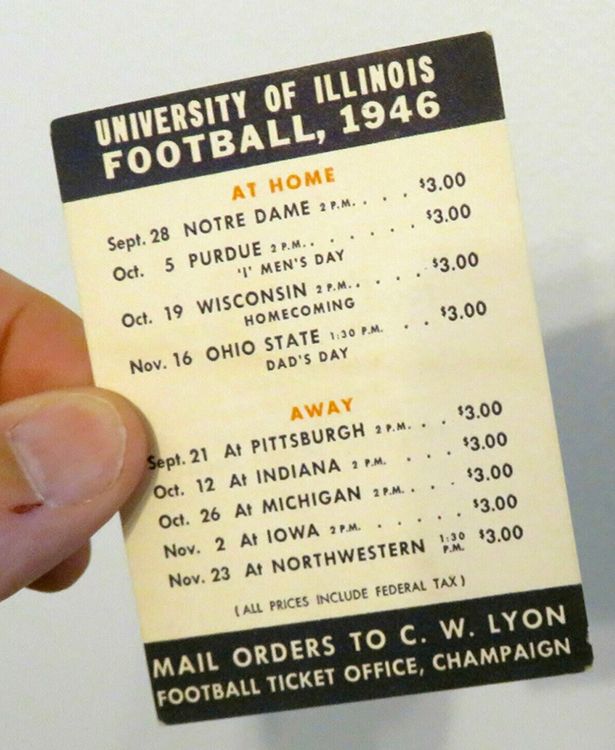 UNIVERSITY OF ILLINOIS
FOOTBALL, 1946
AT HOME
Sept. 28 NOTRE DAME 2 P.M. . . . $3.00
Oct. 5 PURDUE 2 P.M. . . . . . . $3.00
'I' MEN'S DAY
Oct. 19 WISCONSIN 2 P.M. . . . . $3.00
HOMECOMING
Nov. 16 OHIO STATE 1:30 P.M. . . $3.00
DAD'S DAY
AWAY
Sept. 21 At PITTSBURGH 2 P.M. . . $3.00
Oct. 12 At INDIANA 2 P.M. . . . $3.00
Oct. 26 At MICHIGAN 2 P.M. . . . $3.00
Nov. 2 At IOWA 2 P.M. . . . . . $3.00
Nov. 23 At NORTHWESTERN 1:30 P.M. $3.00
(ALL PRICES INCLUDE FEDERAL TAX)
MAIL ORDERS TO C. W. LYON
FOOTBALL TICKET OFFICE, CHAMPAIGN